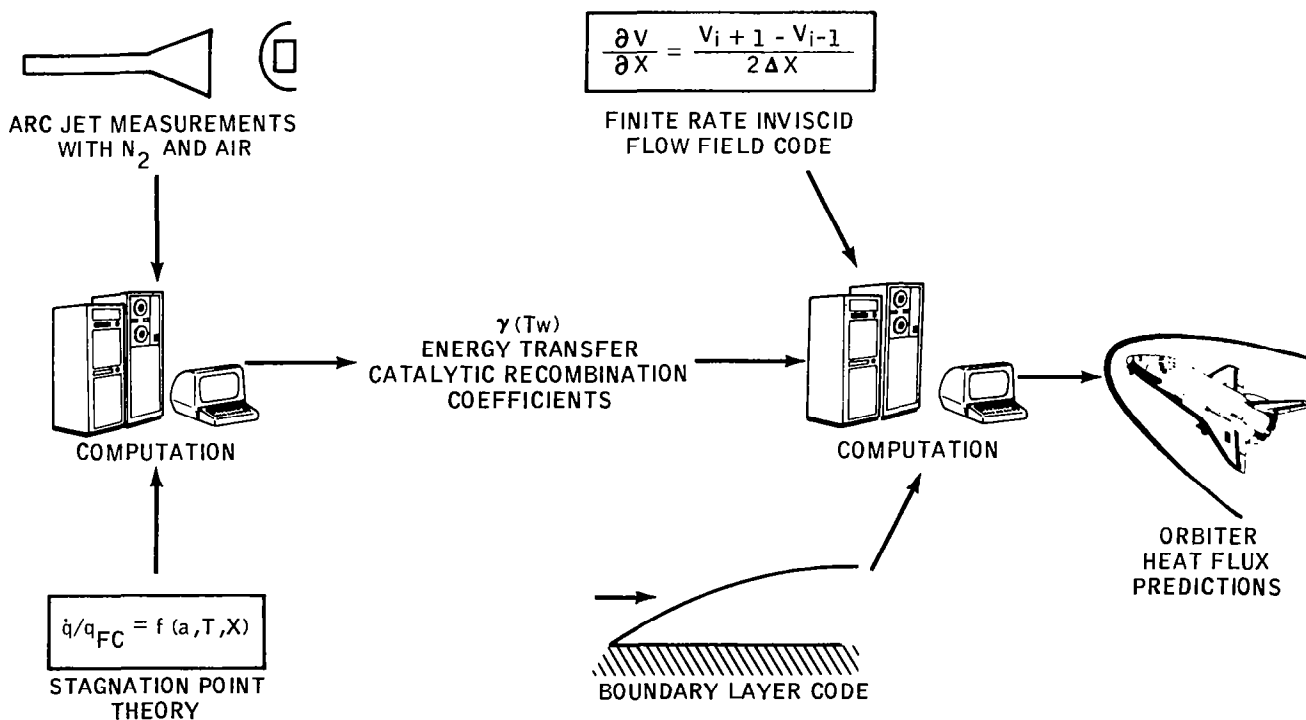 ARC JET MEASUREMENTS
WITH N2 AND AIR
∂V/∂X = Vi+1 - Vi-1 / 2ΔX
FINITE RATE INVISCID
FLOW FIELD CODE
COMPUTATION
γ (Tw)
ENERGY TRANSFER
CATALYTIC RECOMBINATION
COEFFICIENTS
COMPUTATION
ORBITER
HEAT FLUX
PREDICTIONS
q̇/qFC = f (a,T,X)
STAGNATION POINT
THEORY
BOUNDARY LAYER CODE